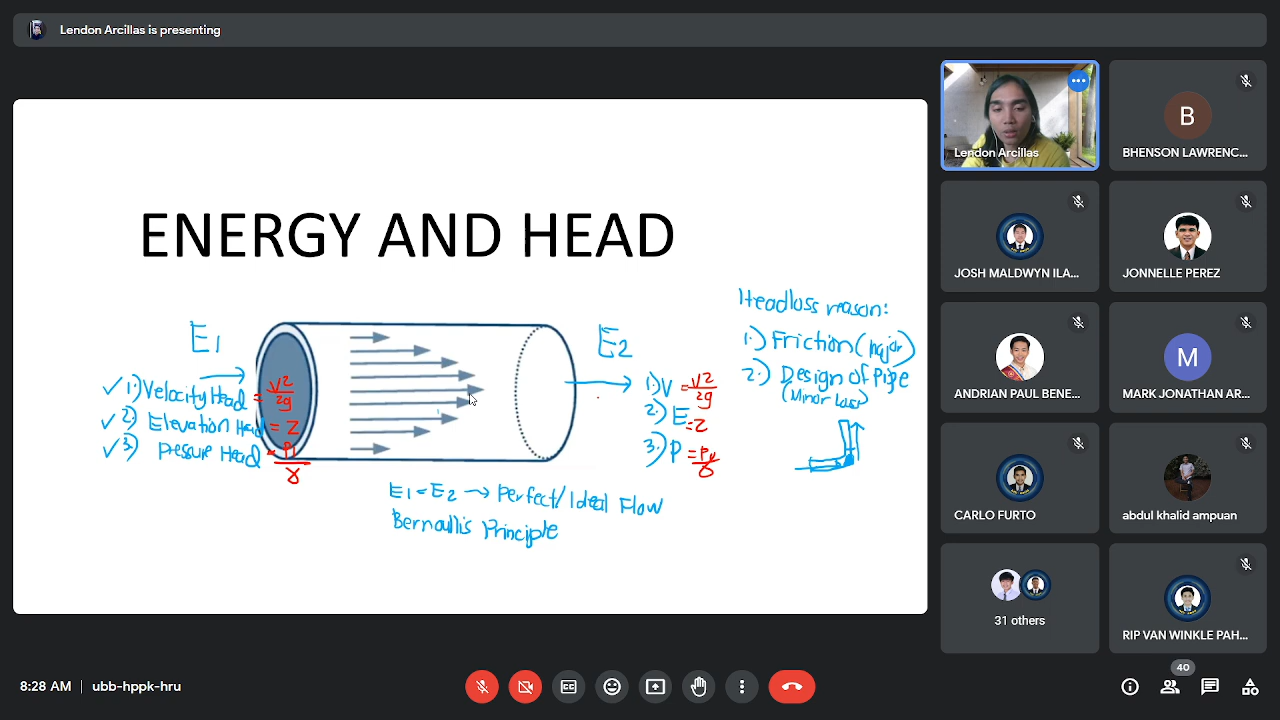 Lendon Arcillas is presenting
ENERGY AND HEAD
E1
✓ 1.) Velocity Head = V2/2g
✓ 2) Elevation Head = Z
✓ 3) Pressure Head = P/γ
E2
1.) V = V2/2g
2.) E = Z
3.) P = P/γ
E1 = E2 → Perfect/Ideal Flow
Bernoullis Principle
Headloss reason:
1.) Friction (major)
2.) Design of Pipe
(Minor Loss)
Lendon Arcillas
B
BHENSON LAWRENC...
JOSH MALDWYN ILA...
JONNELLE PEREZ
ADRIAN PAUL BENE...
M
MARK JONATHAN AR...
CARLO FURTO
abdul khalid ampuan
31 others
RIP VAN WINKLE PAH...
8:28 AM | ubb-hppk-hru
40